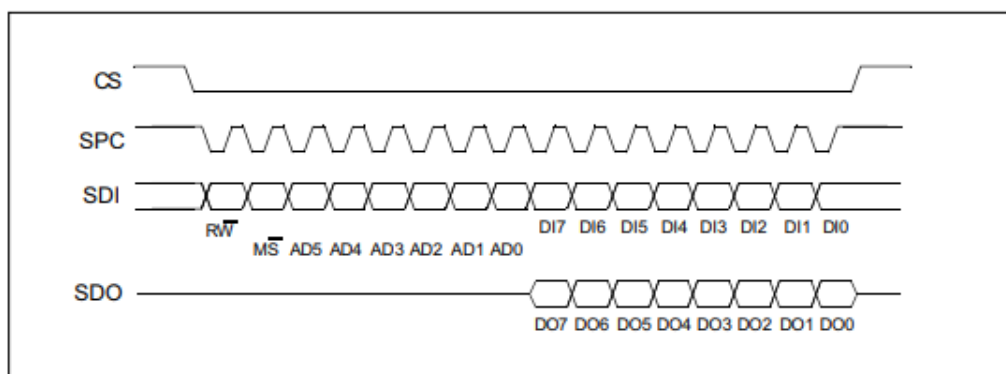 CS
SPC
SDI
RW̅ DI7 DI6 DI5 DI4 DI3 DI2 DI1 DI0
MS̅ AD5 AD4 AD3 AD2 AD1 AD0
SDO
DO7 DO6 DO5 DO4 DO3 DO2 DO1 DO0